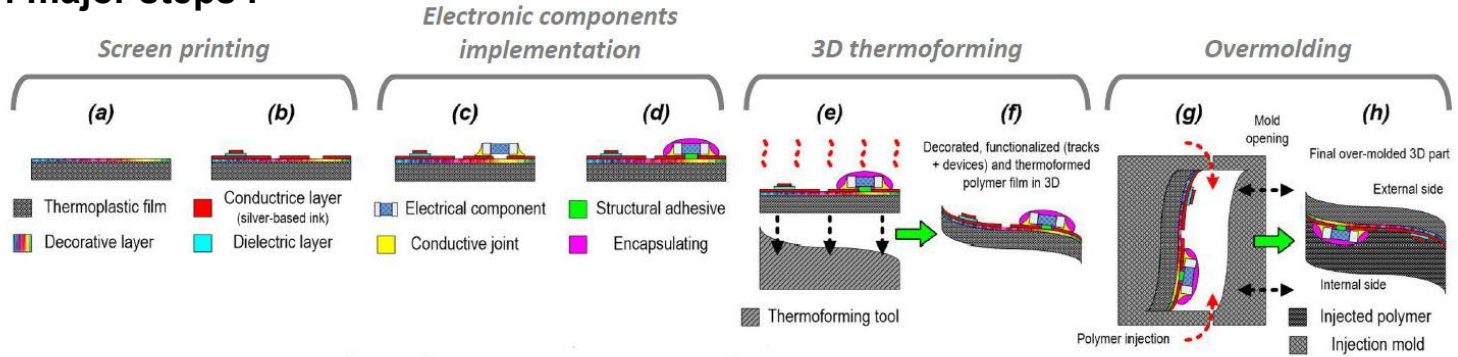 major steps :
Screen printing
Electronic components
implementation
3D thermoforming
Overmolding
(a)
(b)
(c)
(d)
(e)
(f)
(g)
(h)
Thermoplastic film
Decorative layer
Conductrice layer
(silver-based ink)
Dielectric layer
Electrical component
Conductive joint
Structural adhesive
Encapsulating
Thermoforming tool
Decorated, functionalized (tracks
+ devices) and thermoformed
polymer film in 3D
Mold
opening
Polymer injection
Final over-molded 3D part
External side
Internal side
Injected polymer
Injection mold